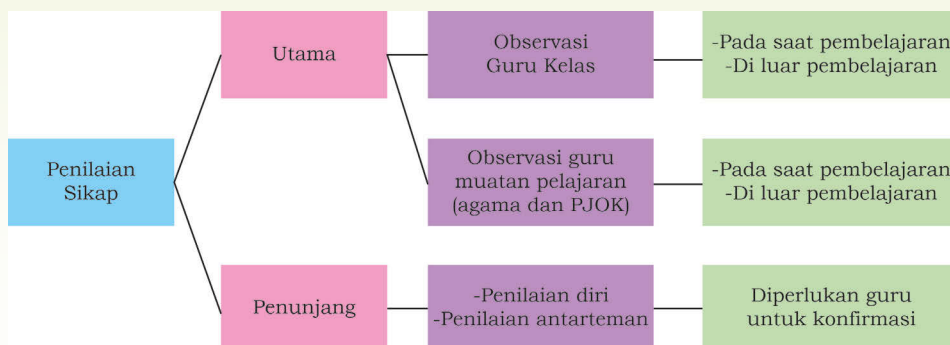 Penilaian
Sikap
Utama
Observasi
Guru Kelas
-Pada saat pembelajaran
-Di luar pembelajaran
Observasi guru
muatan pelajaran
(agama dan PJOK)
-Pada saat pembelajaran
-Di luar pembelajaran
Penunjang
-Penilaian diri
-Penilaian antarteman
Diperlukan guru
untuk konfirmasi